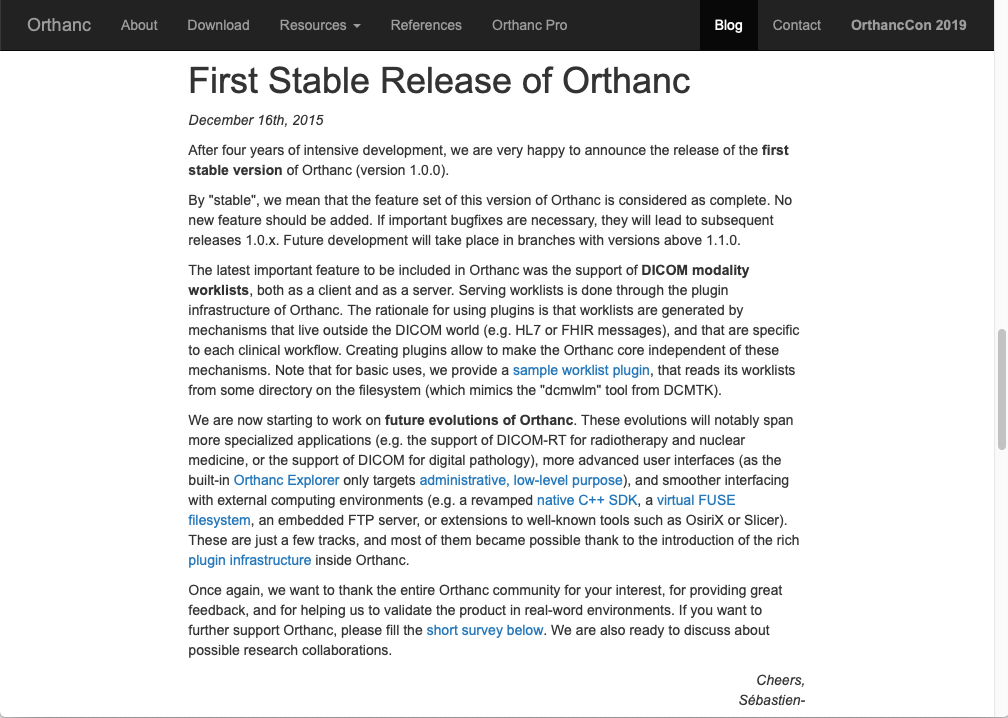 Orthanc About Download Resources References Orthanc Pro Blog Contact OrthancCon 2019
First Stable Release of Orthanc
December 16th, 2015
After four years of intensive development, we are very happy to announce the release of the first
stable version of Orthanc (version 1.0.0).
By "stable", we mean that the feature set of this version of Orthanc is considered as complete. No
new feature should be added. If important bugfixes are necessary, they will lead to subsequent
releases 1.0.x. Future development will take place in branches with versions above 1.1.0.
The latest important feature to be included in Orthanc was the support of DICOM modality
worklists, both as a client and as a server. Serving worklists is done through the plugin
infrastructure of Orthanc. The rationale for using plugins is that worklists are generated by
mechanisms that live outside the DICOM world (e.g. HL7 or FHIR messages), and that are specific
to each clinical workflow. Creating plugins allow to make the Orthanc core independent of these
mechanisms. Note that for basic uses, we provide a sample worklist plugin, that reads its worklists
from some directory on the filesystem (which mimics the "dcmwlm" tool from DCMTK).
We are now starting to work on future evolutions of Orthanc. These evolutions will notably span
more specialized applications (e.g. the support of DICOM-RT for radiotherapy and nuclear
medicine, or the support of DICOM for digital pathology), more advanced user interfaces (as the
built-in Orthanc Explorer only targets administrative, low-level purpose), and smoother interfacing
with external computing environments (e.g. a revamped native C++ SDK, a virtual FUSE
filesystem, an embedded FTP server, or extensions to well-known tools such as OsiriX or Slicer).
These are just a few tracks, and most of them became possible thank to the introduction of the rich
plugin infrastructure inside Orthanc.
Once again, we want to thank the entire Orthanc community for your interest, for providing great
feedback, and for helping us to validate the product in real-word environments. If you want to
further support Orthanc, please fill the short survey below. We are also ready to discuss about
possible research collaborations.
Cheers,
Sébastien-